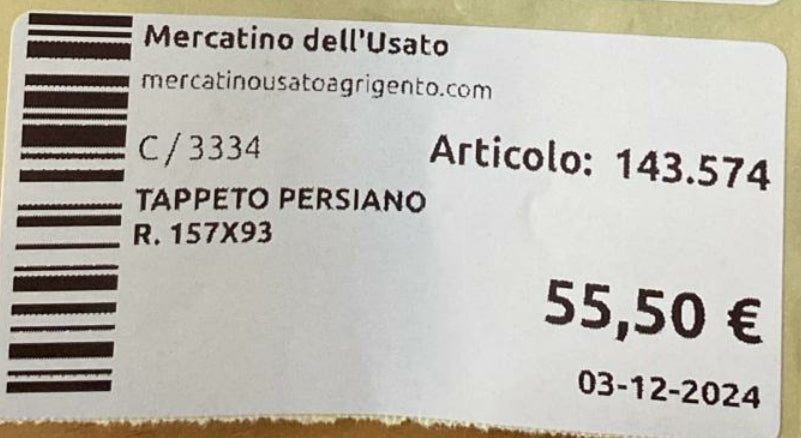 Mercatino dell'Usato
mercatinousatoagrigento.com
C/3334
Articolo: 143.574
TAPPETO PERSIANO
R. 157X93
55,50 €
03-12-2024